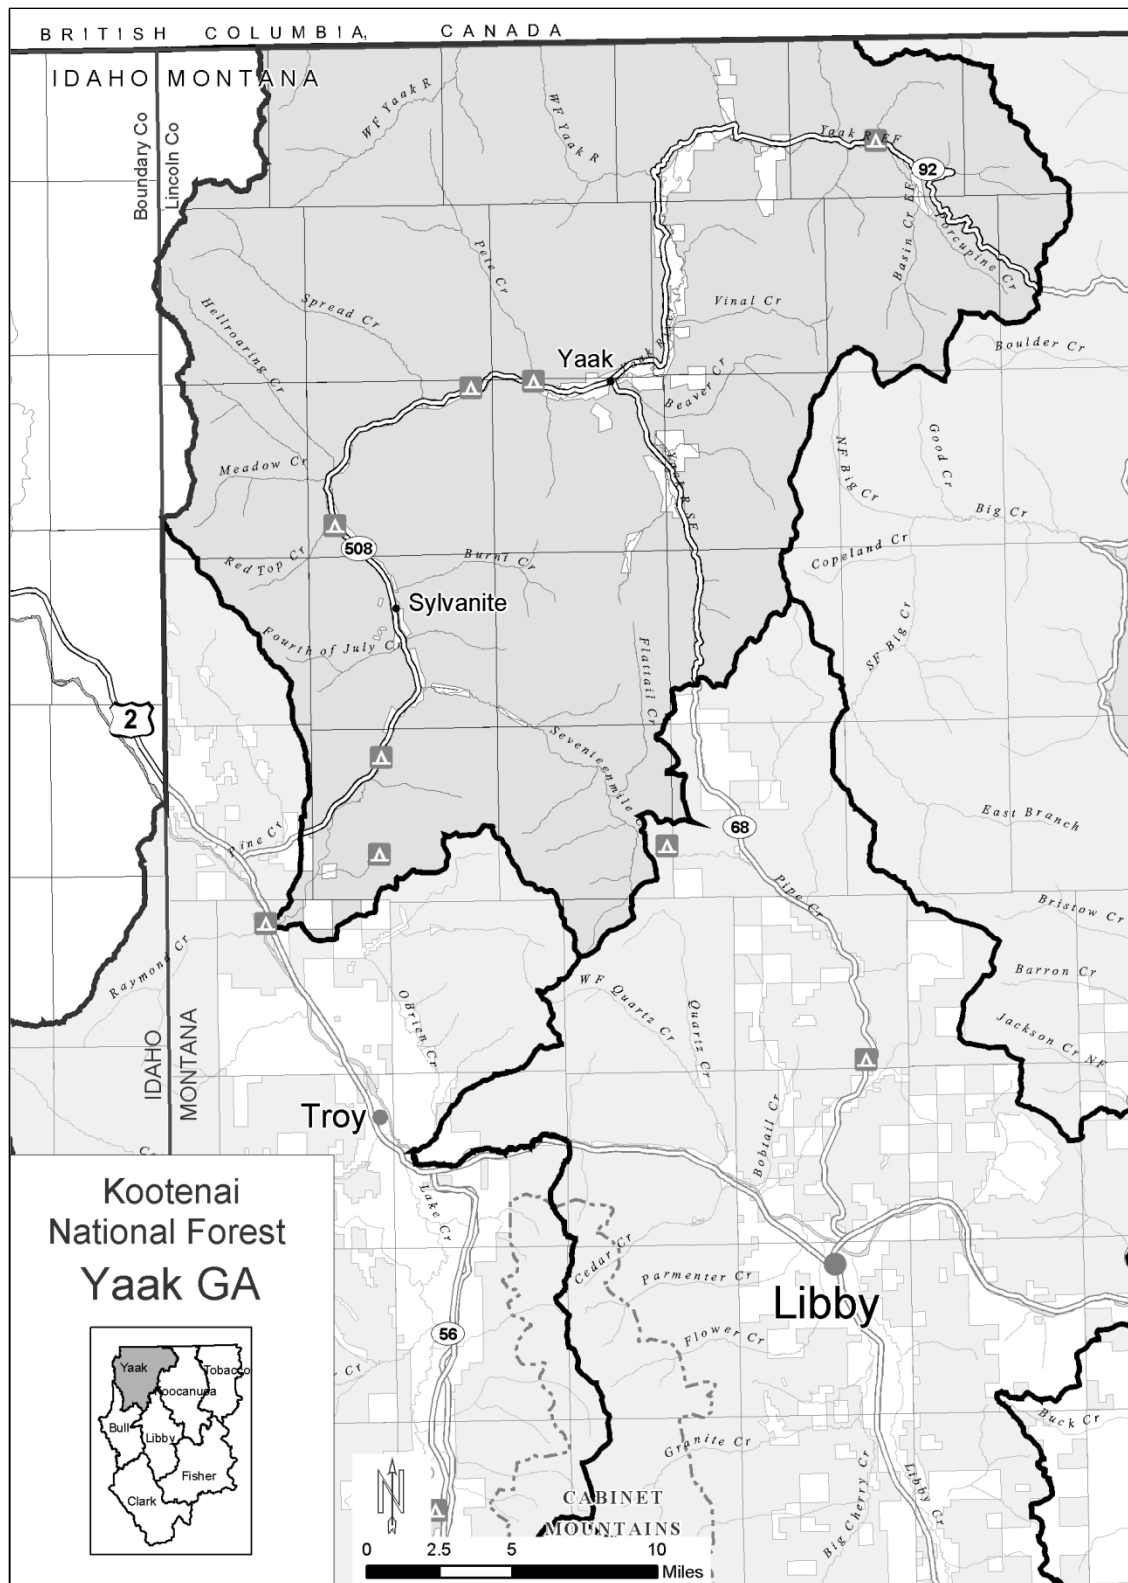 BRITISH COLUMBIA, CANADA
IDAHO MONTANA
Boundary Co
Lincoln Co
WF Yaak R
WF Yaak R
Yaak R EF
92
Basin Cr EF
Porcupine Cr
Pete Cr
Spread Cr
Hellroaring Cr
Vinal Cr
Boulder Cr
Yaak
Beaver Cr
Meadow Cr
NF Big Cr
Good Cr
Big Cr
Yaak R SF
508
Red Top Cr
Burnt Cr
Copeland Cr
Sylvanite
Fourth of July Cr
Flattail Cr
SF Big Cr
2
Seventeenmile
East Branch
68
Pine Cr
Pipe Cr
Bristow Cr
Raymond Cr
Barron Cr
WF Quartz Cr
Quartz Cr
OBrien Cr
Jackson Cr NF
IDAHO
MONTANA
Troy
Bobtail Cr
Lake Cr
Cedar Cr
Parmenter Cr
Libby
56
Flower Cr
Cr
Buck Cr
Granite Cr
Big Cherry Cr
Libby Cr
CABINET
MOUNTAINS
Kootenai
National Forest
Yaak GA
Yaak
Tobacco
Koocanusa
Bull
Libby
Fisher
Clark
N
0 2.5 5 10
Miles